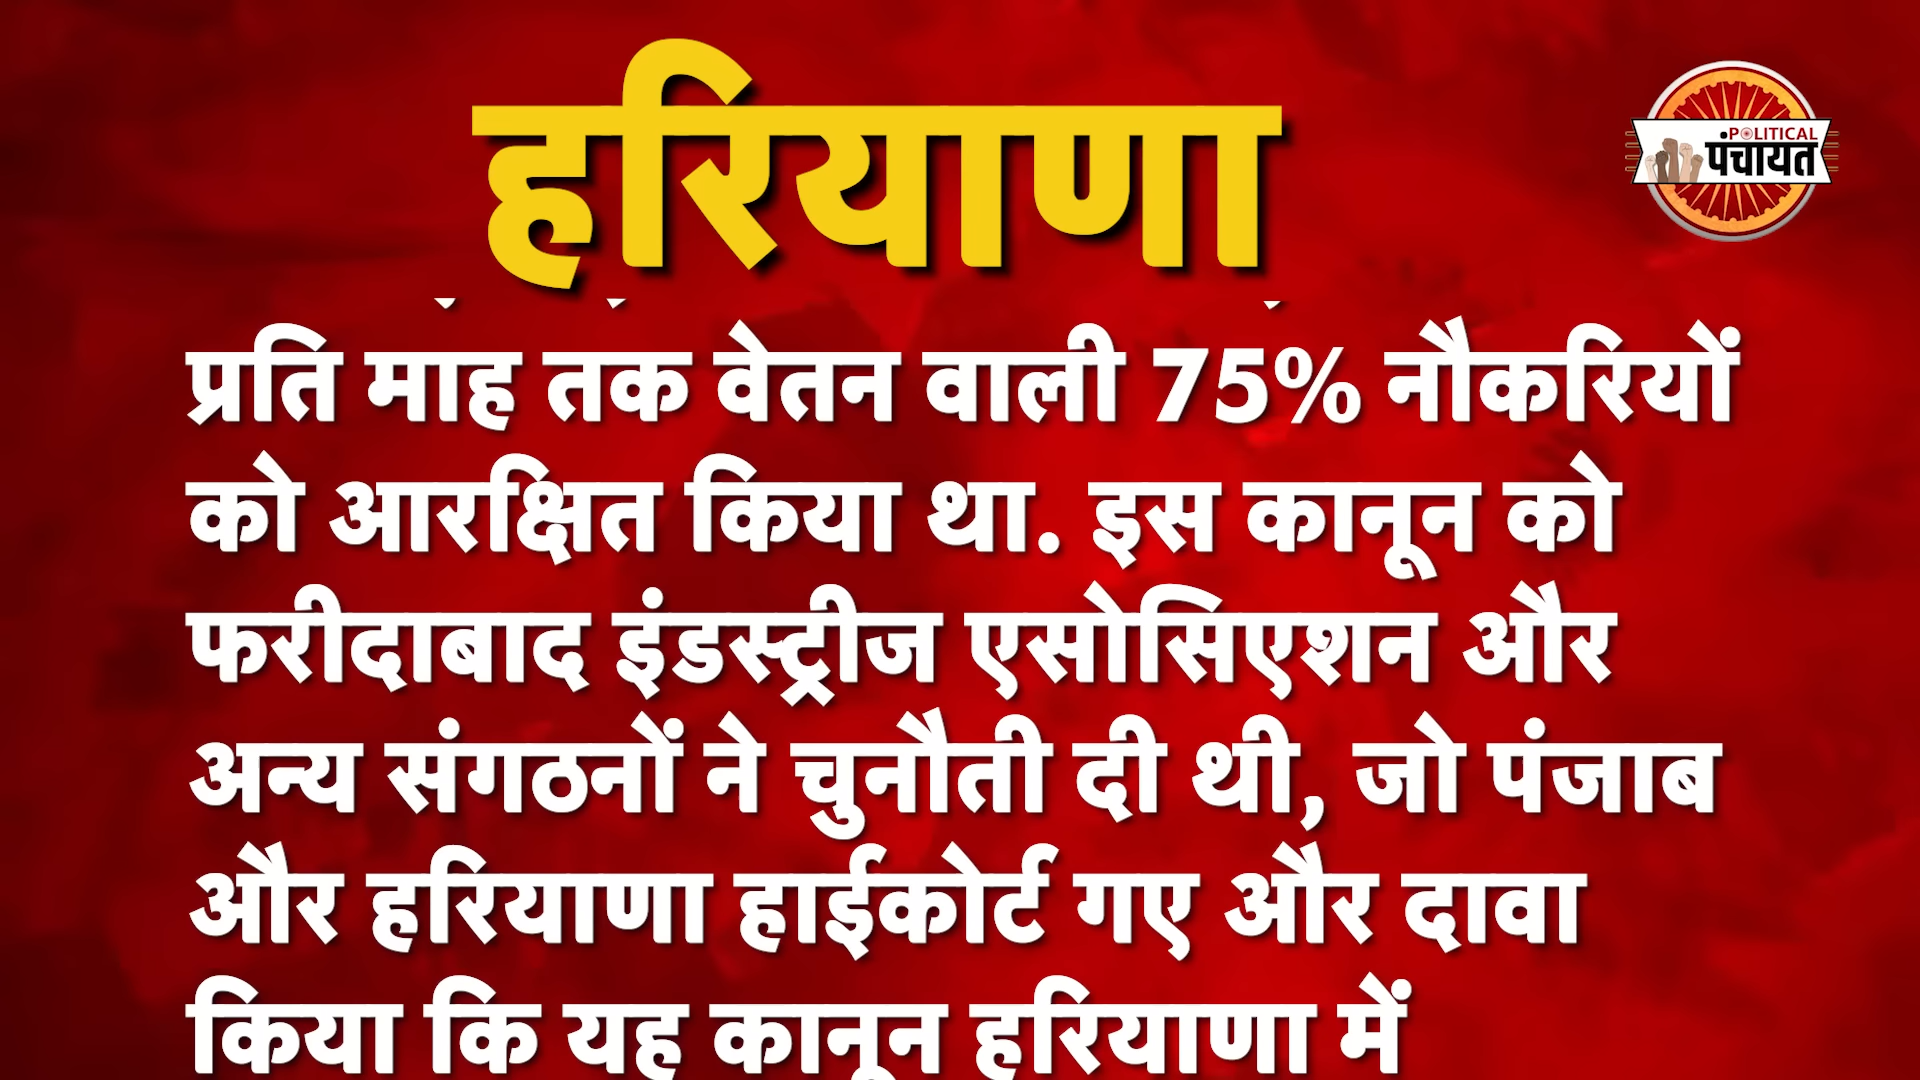 हरियाणा
POLITICAL
पंचायत
प्रति माह तक वेतन वाली 75% नौकरियों
को आरक्षित किया था. इस कानून को
फरीदाबाद इंडस्ट्रीज एसोसिएशन और
अन्य संगठनों ने चुनौती दी थी, जो पंजाब
और हरियाणा हाईकोर्ट गए और दावा
किया कि यह कानून हरियाणा में